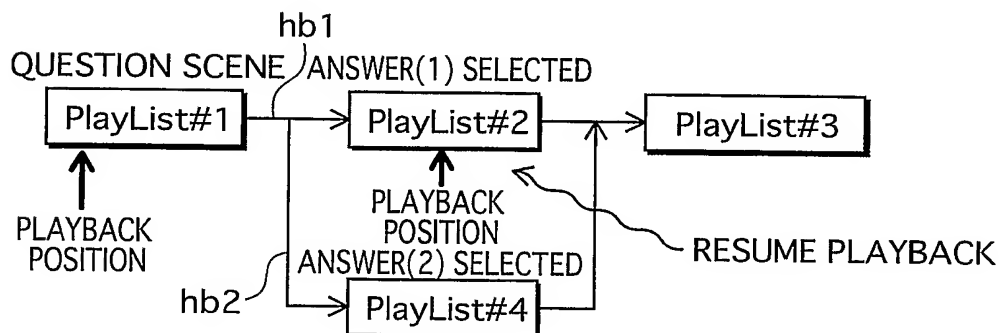 hb1
QUESTION SCENE
ANSWER(1) SELECTED
PlayList#1
PlayList#2
PlayList#3
PLAYBACK
POSITION
PLAYBACK
POSITION
RESUME PLAYBACK
ANSWER(2) SELECTED
hb2
PlayList#4